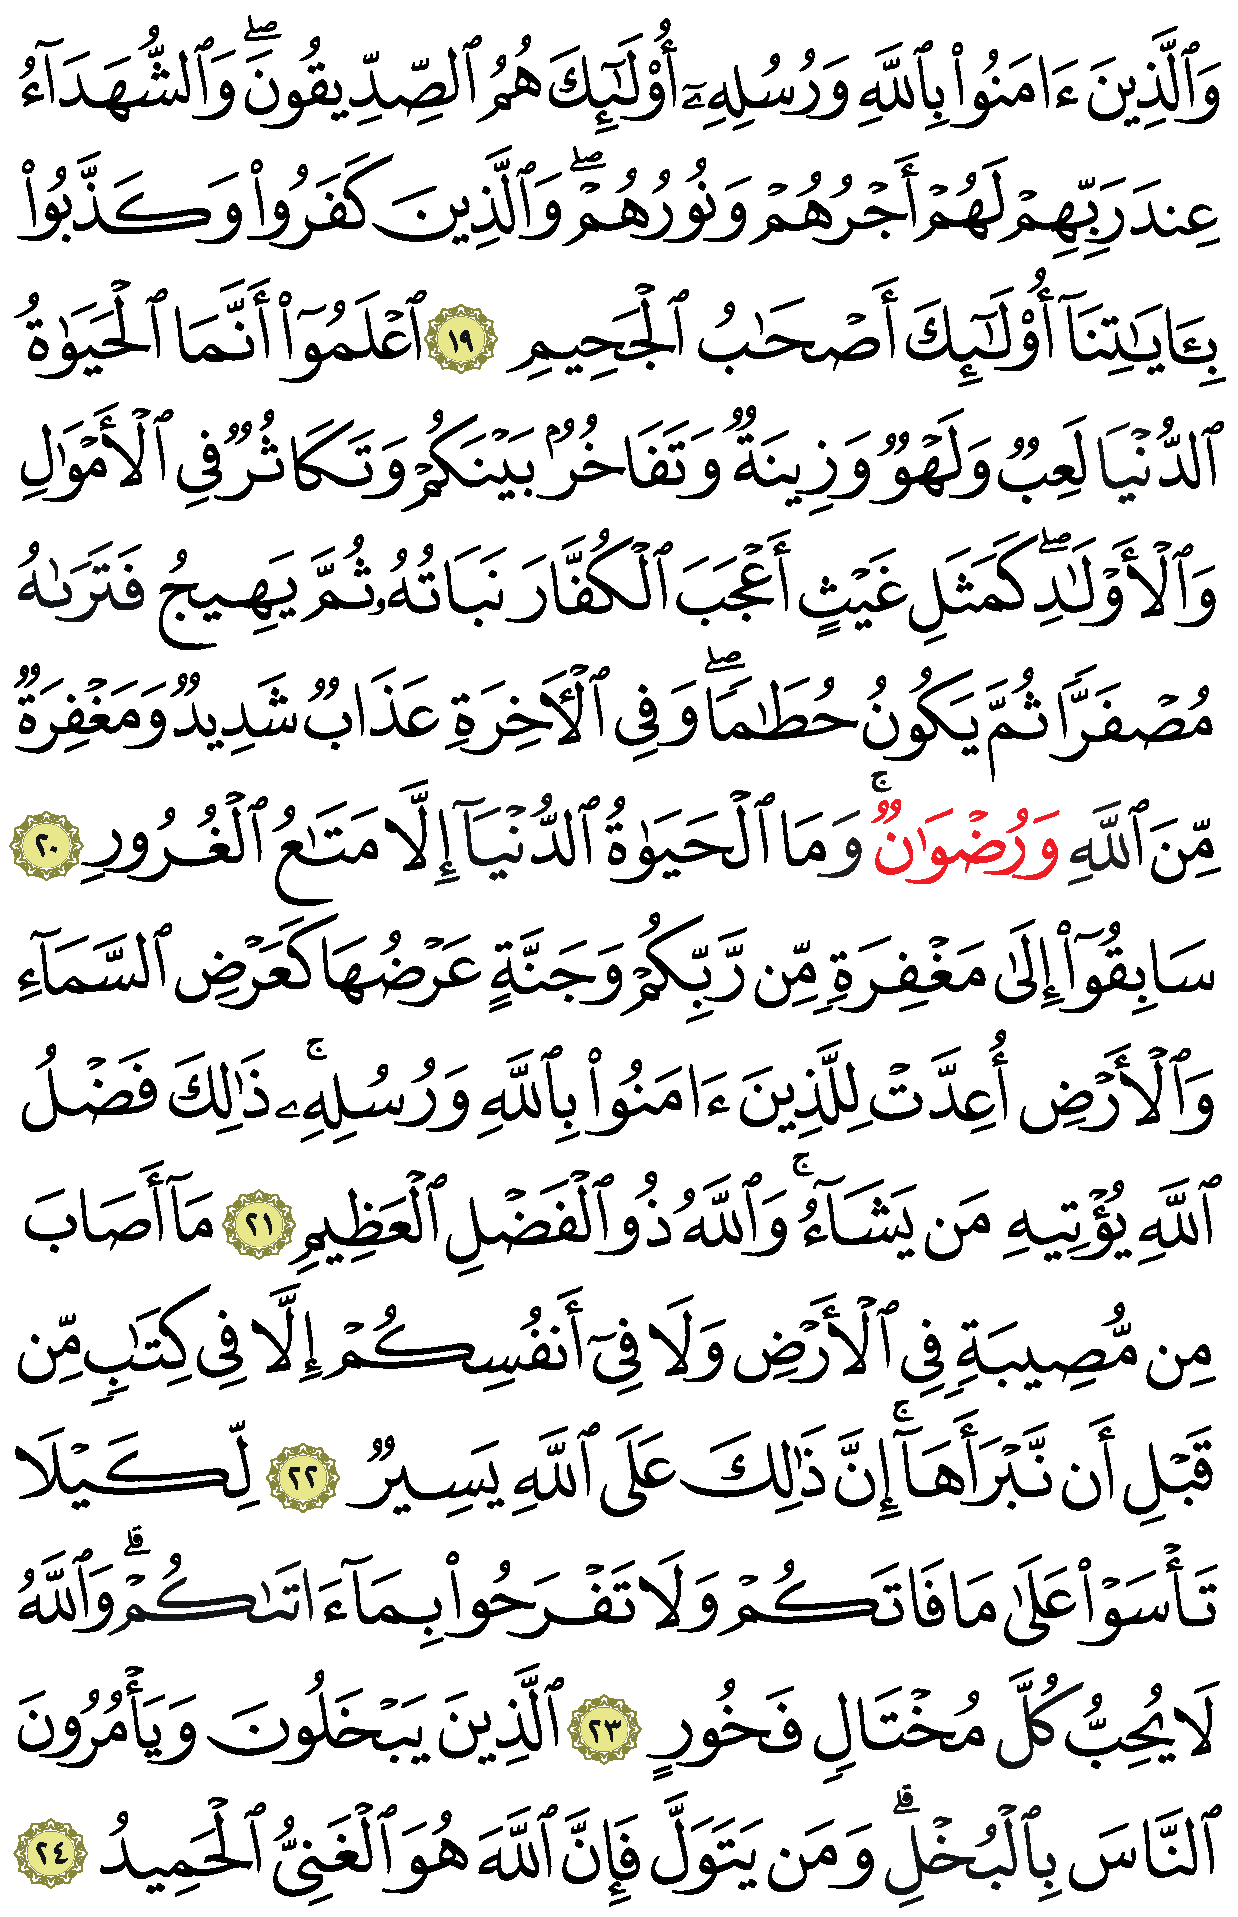 وَٱلَّذِينَ ءَامَنُوا۟ بِٱللَّهِ وَرُسُلِهِۦٓ أُو۟لَـٰٓئِكَ هُمُ ٱلصِّدِّيقُونَ ۖ وَٱلشُّهَدَآءُ
عِندَ رَبِّهِمْ لَهُمْ أَجْرُهُمْ وَنُورُهُمْ ۖ وَٱلَّذِينَ كَفَرُوا۟ وَكَذَّبُوا۟
بِـَٔايَـٰتِنَآ أُو۟لَـٰٓئِكَ أَصْحَـٰبُ ٱلْجَحِيمِ ١٩ ٱعْلَمُوٓا۟ أَنَّمَا ٱلْحَيَوٰةُ
ٱلدُّنْيَا لَعِبٌ وَلَهْوٌ وَزِينَةٌ وَتَفَاخُرٌۢ بَيْنَكُمْ وَتَكَاثُرٌ فِى ٱلْأَمْوَٰلِ
وَٱلْأَوْلَـٰدِ ۖ كَمَثَلِ غَيْثٍ أَعْجَبَ ٱلْكُفَّارَ نَبَاتُهُۥ ثُمَّ يَهِيجُ فَتَرَىٰهُ
مُصْفَرًّا ثُمَّ يَكُونُ حُطَـٰمًا ۖ وَفِى ٱلْـَٔاخِرَةِ عَذَابٌ شَدِيدٌ وَمَغْفِرَةٌ
مِّنَ ٱللَّهِ وَرُضْوَٰنٌ ۚ وَمَا ٱلْحَيَوٰةُ ٱلدُّنْيَآ إِلَّا مَتَـٰعُ ٱلْغُرُورِ ٢٠
سَابِقُوٓا۟ إِلَىٰ مَغْفِرَةٍ مِّن رَّبِّكُمْ وَجَنَّةٍ عَرْضُهَا كَعَرْضِ ٱلسَّمَآءِ
وَٱلْأَرْضِ أُعِدَّتْ لِلَّذِينَ ءَامَنُوا۟ بِٱللَّهِ وَرُسُلِهِۦ ۚ ذَٰلِكَ فَضْلُ
ٱللَّهِ يُؤْتِيهِ مَن يَشَآءُ ۚ وَٱللَّهُ ذُو ٱلْفَضْلِ ٱلْعَظِيمِ ٢١ مَآ أَصَابَ
مِن مُّصِيبَةٍ فِى ٱلْأَرْضِ وَلَا فِىٓ أَنفُسِكُمْ إِلَّا فِى كِتَـٰبٍ مِّن
قَبْلِ أَن نَّبْرَأَهَآ ۚ إِنَّ ذَٰلِكَ عَلَى ٱللَّهِ يَسِيرٌ ٢٢ لِّكَيْلَا
تَأْسَوْا۟ عَلَىٰ مَا فَاتَكُمْ وَلَا تَفْرَحُوا۟ بِمَآ ءَاتَىٰكُمْ ۗ وَٱللَّهُ
لَا يُحِبُّ كُلَّ مُخْتَالٍ فَخُورٍ ٢٣ ٱلَّذِينَ يَبْخَلُونَ وَيَأْمُرُونَ
ٱلنَّاسَ بِٱلْبُخْلِ ۗ وَمَن يَتَوَلَّ فَإِنَّ ٱللَّهَ هُوَ ٱلْغَنِىُّ ٱلْحَمِيدُ ٢٤